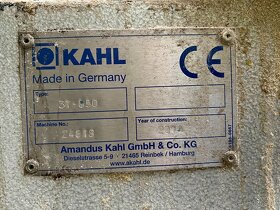 KAHL
CE
Made in Germany
Type:
Machine No.:
Year of construction:
Amandus Kahl GmbH & Co. KG
Dieselstrasse 5-9 · 21465 Reinbek / Hamburg
www.akahl.de